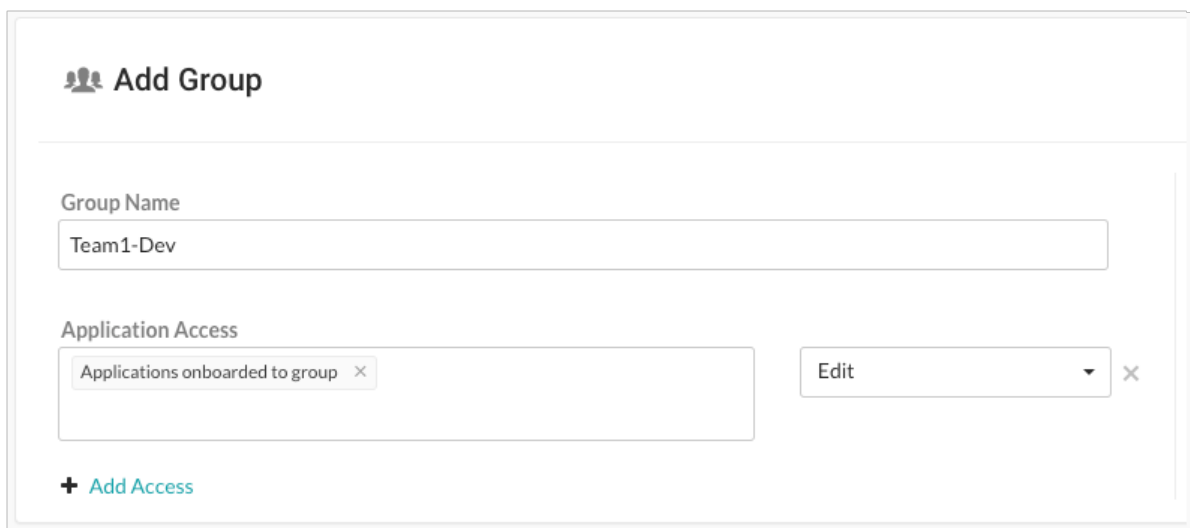 Add Group
Group Name
Team1-Dev
Application Access
Applications onboarded to group ×
Edit ×
+ Add Access